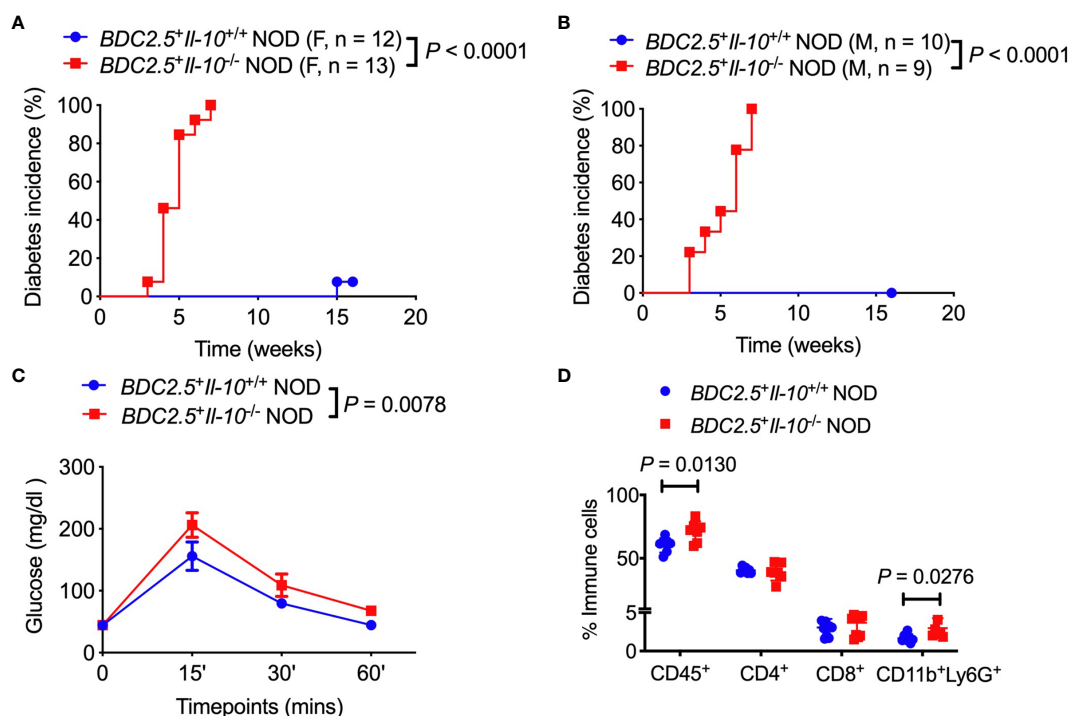 A
BDC2.5⁺Il-10⁺/⁺ NOD (F, n = 12)
BDC2.5⁺Il-10⁻/⁻ NOD (F, n = 13)
P < 0.0001
Diabetes incidence (%)
100
80
60
40
20
0
0 5 10 15 20
Time (weeks)
B
BDC2.5⁺Il-10⁺/⁺ NOD (M, n = 10)
BDC2.5⁺Il-10⁻/⁻ NOD (M, n = 9)
P < 0.0001
Diabetes incidence (%)
100
80
60
40
20
0
0 5 10 15 20
Time (weeks)
C
BDC2.5⁺Il-10⁺/⁺ NOD
BDC2.5⁺Il-10⁻/⁻ NOD
P = 0.0078
Glucose (mg/dl )
300
200
100
0
0 15' 30' 60'
Timepoints (mins)
D
BDC2.5⁺Il-10⁺/⁺ NOD
BDC2.5⁺Il-10⁻/⁻ NOD
P = 0.0130
P = 0.0276
% Immune cells
100
50
5
0
CD45⁺ CD4⁺ CD8⁺ CD11b⁺Ly6G⁺